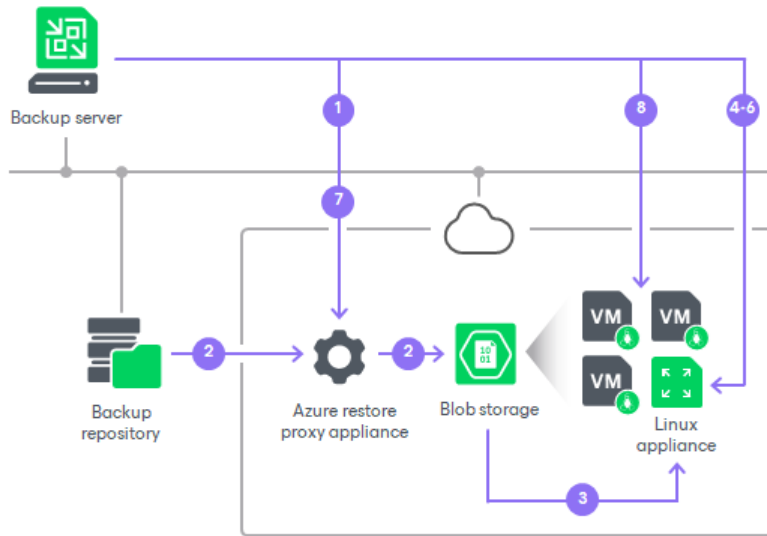 Backup server
1
8
4-6
7
VM
VM
10
01
2
2
VM
Backup
repository
Azure restore
proxy appliance
Blob storage
Linux
appliance
3